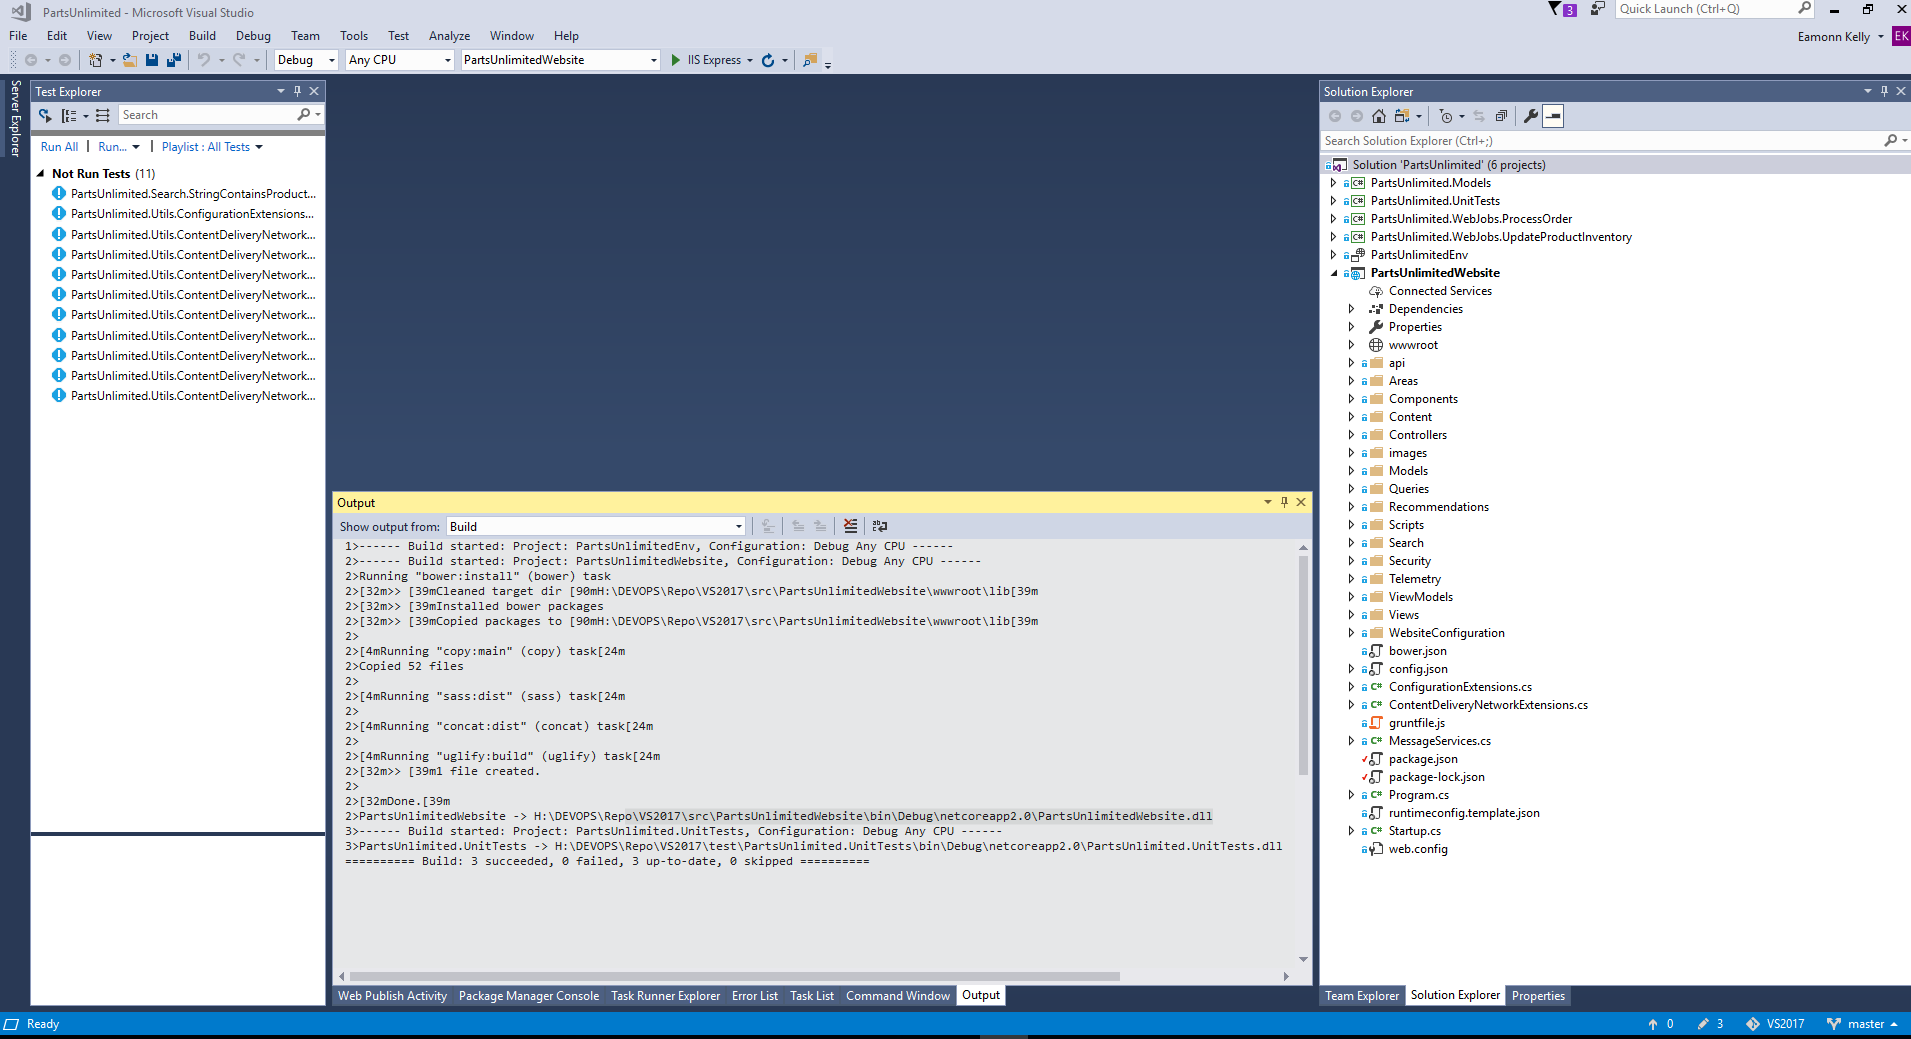 PartsUnlimited - Microsoft Visual Studio
3
Quick Launch (Ctrl+Q)
File Edit View Project Build Debug Team Tools Test Analyze Window Help
Eamonn Kelly EK
Debug Any CPU PartsUnlimitedWebsite IIS Express
Server Explorer
Test Explorer
Search
Run All | Run... | Playlist : All Tests
Not Run Tests (11)
PartsUnlimited.Search.StringContainsProduct...
PartsUnlimited.Utils.ConfigurationExtensions...
PartsUnlimited.Utils.ContentDeliveryNetwork...
PartsUnlimited.Utils.ContentDeliveryNetwork...
PartsUnlimited.Utils.ContentDeliveryNetwork...
PartsUnlimited.Utils.ContentDeliveryNetwork...
PartsUnlimited.Utils.ContentDeliveryNetwork...
PartsUnlimited.Utils.ContentDeliveryNetwork...
PartsUnlimited.Utils.ContentDeliveryNetwork...
PartsUnlimited.Utils.ContentDeliveryNetwork...
PartsUnlimited.Utils.ContentDeliveryNetwork...
Output
Show output from: Build
1>------ Build started: Project: PartsUnlimitedEnv, Configuration: Debug Any CPU ------
2>------ Build started: Project: PartsUnlimitedWebsite, Configuration: Debug Any CPU ------
2>Running "bower:install" (bower) task
2>[32m>> [39mCleaned target dir [90mH:\DEVOPS\Repo\VS2017\src\PartsUnlimitedWebsite\wwwroot\lib[39m
2>[32m>> [39mInstalled bower packages
2>[32m>> [39mCopied packages to [90mH:\DEVOPS\Repo\VS2017\src\PartsUnlimitedWebsite\wwwroot\lib[39m
2>
2>[4mRunning "copy:main" (copy) task[24m
2>Copied 52 files
2>
2>[4mRunning "sass:dist" (sass) task[24m
2>
2>[4mRunning "concat:dist" (concat) task[24m
2>
2>[4mRunning "uglify:build" (uglify) task[24m
2>[32m>> [39m1 file created.
2>
2>[32mDone.[39m
2>PartsUnlimitedWebsite -> H:\DEVOPS\Repo\VS2017\src\PartsUnlimitedWebsite\bin\Debug\netcoreapp2.0\PartsUnlimitedWebsite.dll
3>------ Build started: Project: PartsUnlimited.UnitTests, Configuration: Debug Any CPU ------
3>PartsUnlimited.UnitTests -> H:\DEVOPS\Repo\VS2017\test\PartsUnlimited.UnitTests\bin\Debug\netcoreapp2.0\PartsUnlimited.UnitTests.dll
========== Build: 3 succeeded, 0 failed, 3 up-to-date, 0 skipped ==========
Web Publish Activity Package Manager Console Task Runner Explorer Error List Task List Command Window Output
Solution Explorer
Search Solution Explorer (Ctrl+;)
Solution 'PartsUnlimited' (6 projects)
C# PartsUnlimited.Models
C# PartsUnlimited.UnitTests
C# PartsUnlimited.WebJobs.ProcessOrder
C# PartsUnlimited.WebJobs.UpdateProductInventory
PartsUnlimitedEnv
PartsUnlimitedWebsite
Connected Services
Dependencies
Properties
wwwroot
api
Areas
Components
Content
Controllers
images
Models
Queries
Recommendations
Scripts
Search
Security
Telemetry
ViewModels
Views
WebsiteConfiguration
bower.json
config.json
C# ConfigurationExtensions.cs
C# ContentDeliveryNetworkExtensions.cs
gruntfile.js
C# MessageServices.cs
package.json
package-lock.json
C# Program.cs
runtimeconfig.template.json
C# Startup.cs
web.config
Team Explorer Solution Explorer Properties
Ready
0 3 VS2017 master